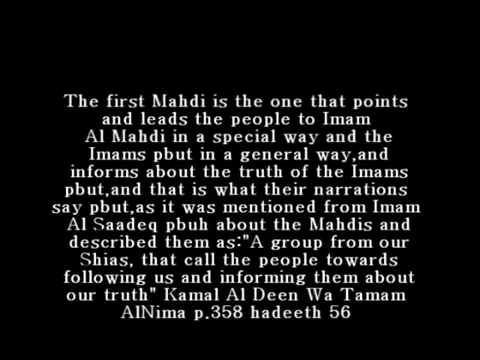 The first Mahdi is the one that points
and leads the people to Imam
Al Mahdi in a special way and the
Imams pbut in a general way,and
informs about the truth of the Imams
pbut,and that is what their narrations
say pbut,as it was mentioned from Imam
Al Saadeq pbuh about the Mahdis and
described them as:"A group from our
Shias, that call the people towards
following us and informing them about
our truth" Kamal Al Deen Wa Tamam
AlNima p.358 hadeeth 56